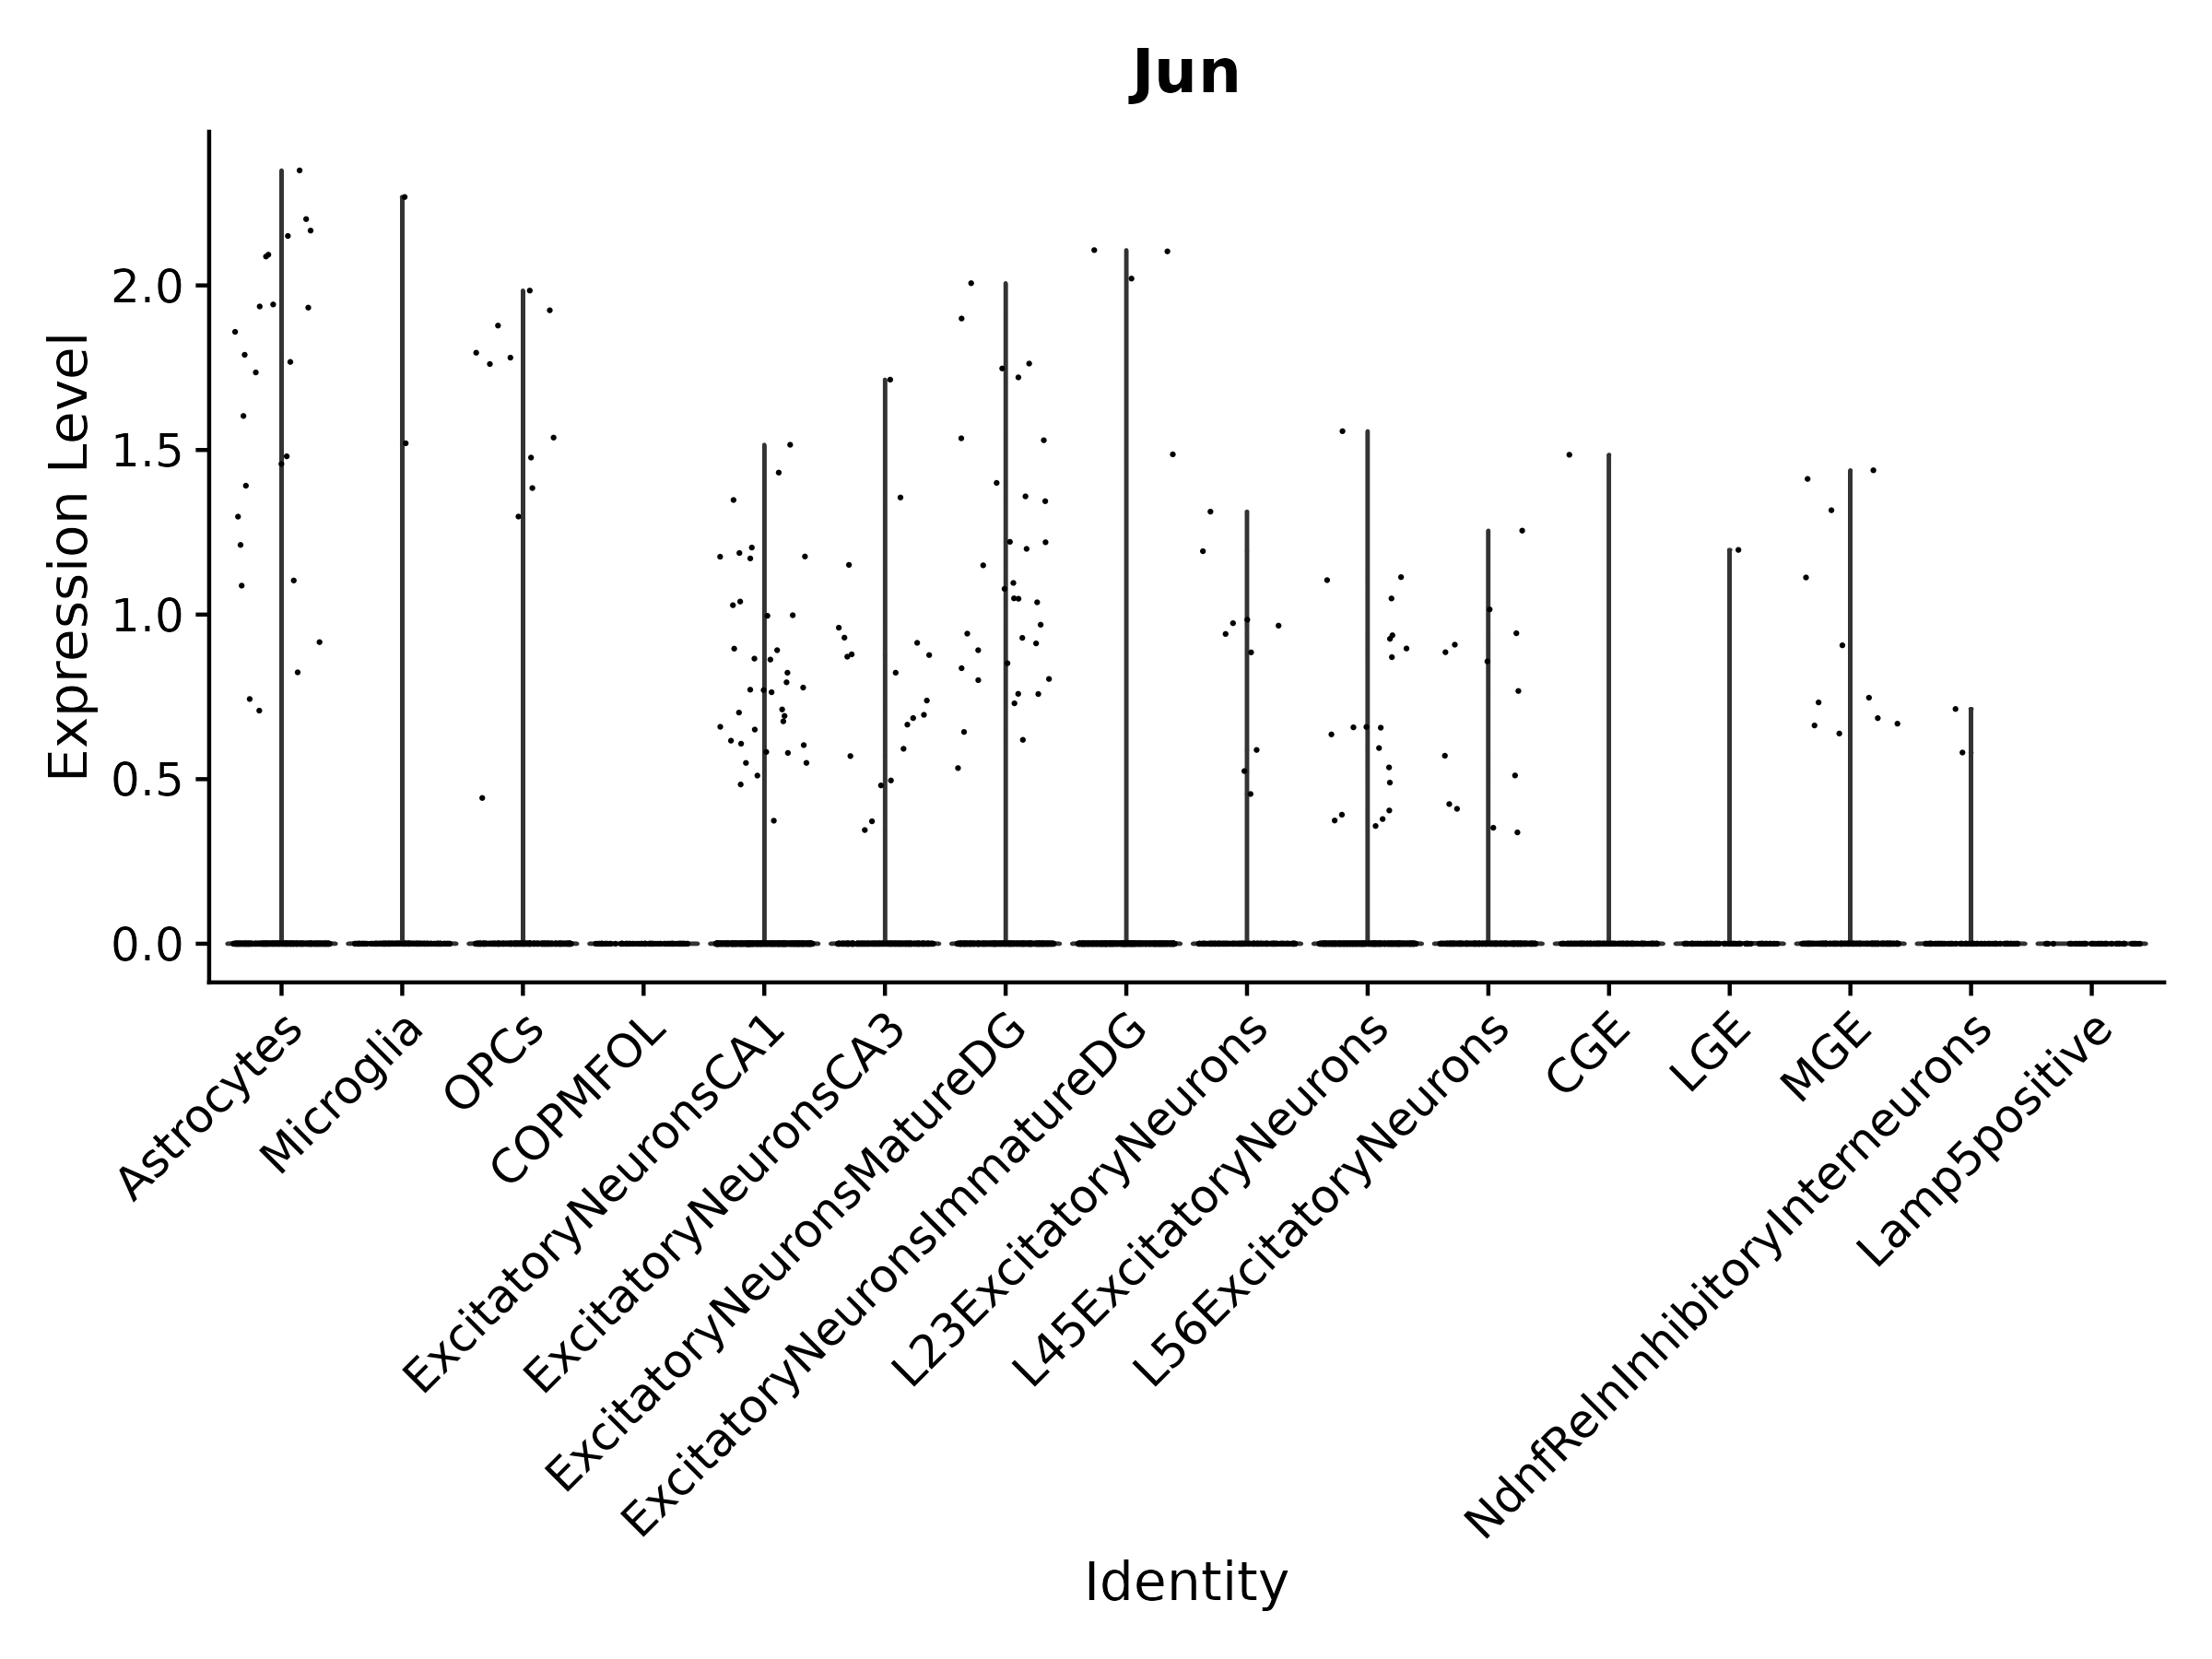 Jun
Expression Level
2.0
1.5
1.0
0.5
0.0
Astrocytes
Microglia
OPCs
COPMFOL
ExcitatoryNeuronsCA1
ExcitatoryNeuronsCA3
ExcitatoryNeuronsMatureDG
ExcitatoryNeuronsImmatureDG
L23ExcitatoryNeurons
L45ExcitatoryNeurons
L56ExcitatoryNeurons
CGE
LGE
MGE
NdnfRelnInhibitoryInterneurons
Lamp5positive
Identity